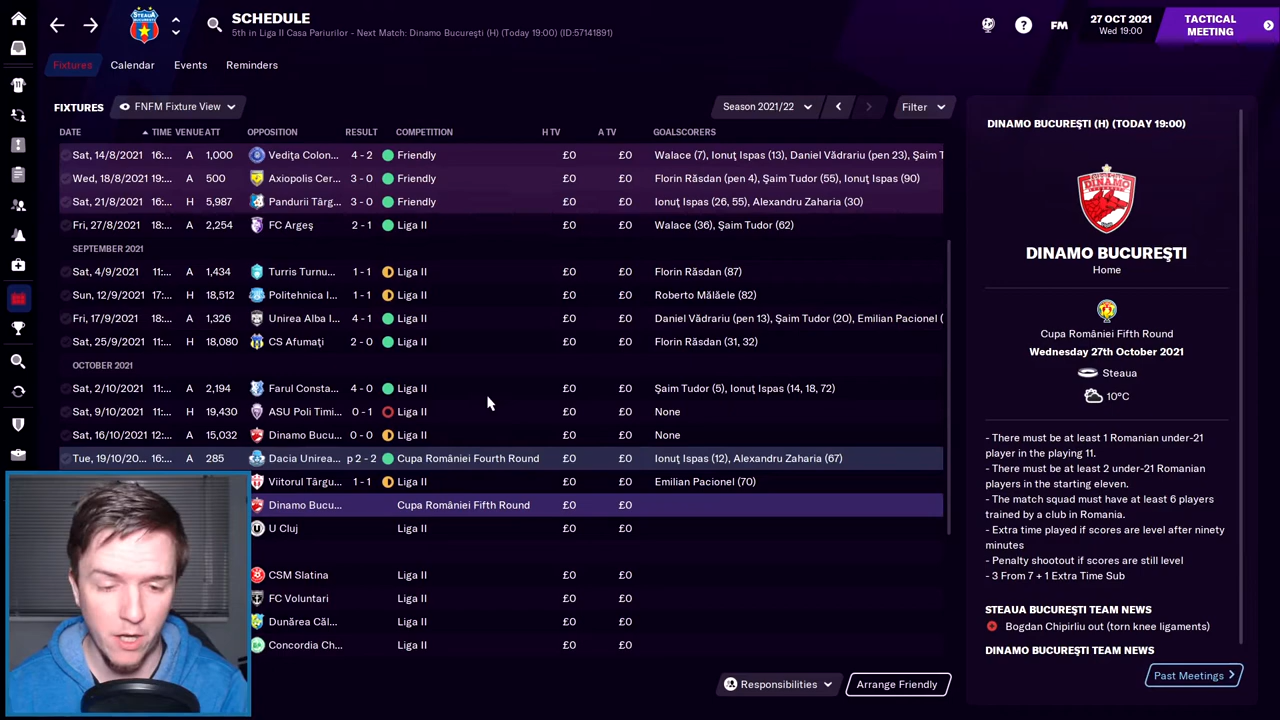 SCHEDULE
5th in Liga II Casa Pariurilor - Next Match: Dinamo București (H) (Today 19:00) (ID:57141891)
FM
27 OCT 2021
Wed 19:00
TACTICAL
MEETING
Fixtures Calendar Events Reminders
FIXTURES FNFM Fixture View Season 2021/22 Filter
DATE TIME VENUE ATT OPPOSITION RESULT COMPETITION H TV A TV GOALSCORERS
Sat, 14/8/2021 16:... A 1,000 Vediţa Colon... 4 - 2 Friendly £0 £0 Walace (7), Ionuţ Ispas (13), Daniel Vădrariu (pen 23), Şaim T
Wed, 18/8/2021 19:... A 500 Axiopolis Cer... 3 - 0 Friendly £0 £0 Florin Răsdan (pen 4), Şaim Tudor (55), Ionuţ Ispas (90)
Sat, 21/8/2021 16:... H 5,987 Pandurii Târg... 3 - 0 Friendly £0 £0 Ionuţ Ispas (26, 55), Alexandru Zaharia (30)
Fri, 27/8/2021 18:... A 2,254 FC Argeş 2 - 1 Liga II £0 £0 Walace (36), Şaim Tudor (62)
SEPTEMBER 2021
Sat, 4/9/2021 11:... A 1,434 Turris Turnu... 1 - 1 Liga II £0 £0 Florin Răsdan (87)
Sun, 12/9/2021 17:... H 18,512 Politehnica I... 1 - 1 Liga II £0 £0 Roberto Mălăele (82)
Fri, 17/9/2021 18:... A 1,326 Unirea Alba I... 4 - 1 Liga II £0 £0 Daniel Vădrariu (pen 13), Şaim Tudor (20), Emilian Pacionel (
Sat, 25/9/2021 11:... H 18,080 CS Afumaţi 2 - 0 Liga II £0 £0 Florin Răsdan (31, 32)
OCTOBER 2021
Sat, 2/10/2021 11:... A 2,194 Farul Consta... 4 - 0 Liga II £0 £0 Şaim Tudor (5), Ionuţ Ispas (14, 18, 72)
Sat, 9/10/2021 11:... H 19,430 ASU Poli Timi... 0 - 1 Liga II £0 £0 None
Sat, 16/10/2021 12:... A 15,032 Dinamo Bucu... 0 - 0 Liga II £0 £0 None
Tue, 19/10/20... 16:... A 285 Dacia Unirea... p 2 - 2 Cupa României Fourth Round £0 £0 Ionuţ Ispas (12), Alexandru Zaharia (67)
Viitorul Târgu... 1 - 1 Liga II £0 £0 Emilian Pacionel (70)
Dinamo Bucu... Cupa României Fifth Round £0 £0
U Cluj Liga II £0 £0
CSM Slatina Liga II £0 £0
FC Voluntari Liga II £0 £0
Dunărea Căl... Liga II £0 £0
Concordia Ch... Liga II £0 £0
Responsibilities Arrange Friendly
DINAMO BUCUREŞTI (H) (TODAY 19:00)
DINAMO
DINAMO BUCUREŞTI
Home
Cupa României Fifth Round
Wednesday 27th October 2021
Steaua
10°C
- There must be at least 1 Romanian under-21
player in the playing 11.
- There must be at least 2 under-21 Romanian
players in the starting eleven.
- The match squad must have at least 6 players
trained by a club in Romania.
- Extra time played if scores are level after ninety
minutes
- Penalty shootout if scores are still level
- 3 From 7 + 1 Extra Time Sub
STEAUA BUCUREŞTI TEAM NEWS
Bogdan Chipirliu out (torn knee ligaments)
DINAMO BUCUREŞTI TEAM NEWS
Past Meetings